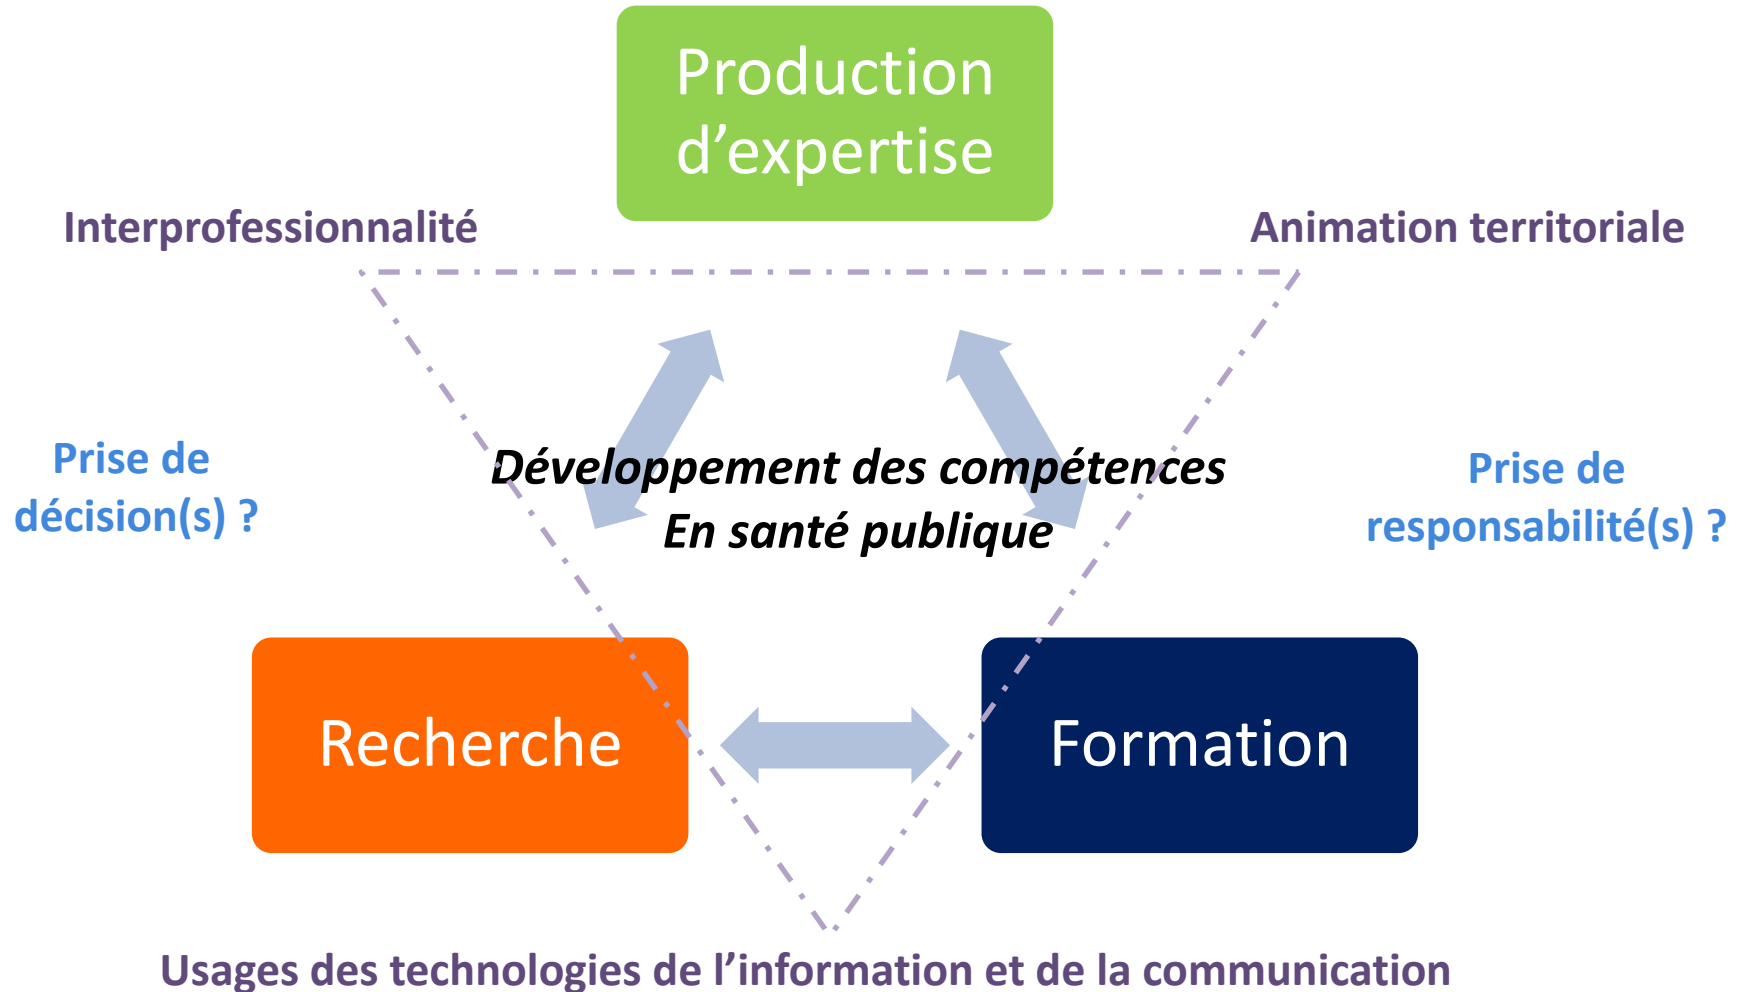 Production
d’expertise
Interprofessionnalité
Animation territoriale
Prise de
décision(s) ?
Développement des compétences
En santé publique
Prise de
responsabilité(s) ?
Recherche
Formation
Usages des technologies de l’information et de la communication